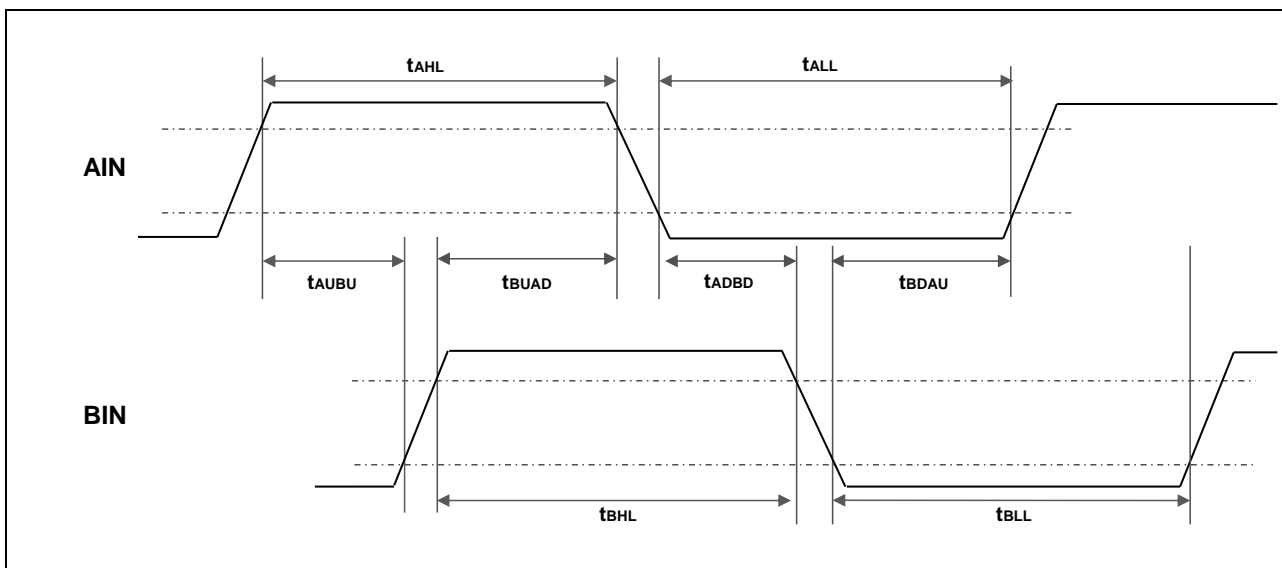 tAHL
tALL
AIN
tAUBU
tBUAD
tADBD
tBDAU
BIN
tBHL
tBLL